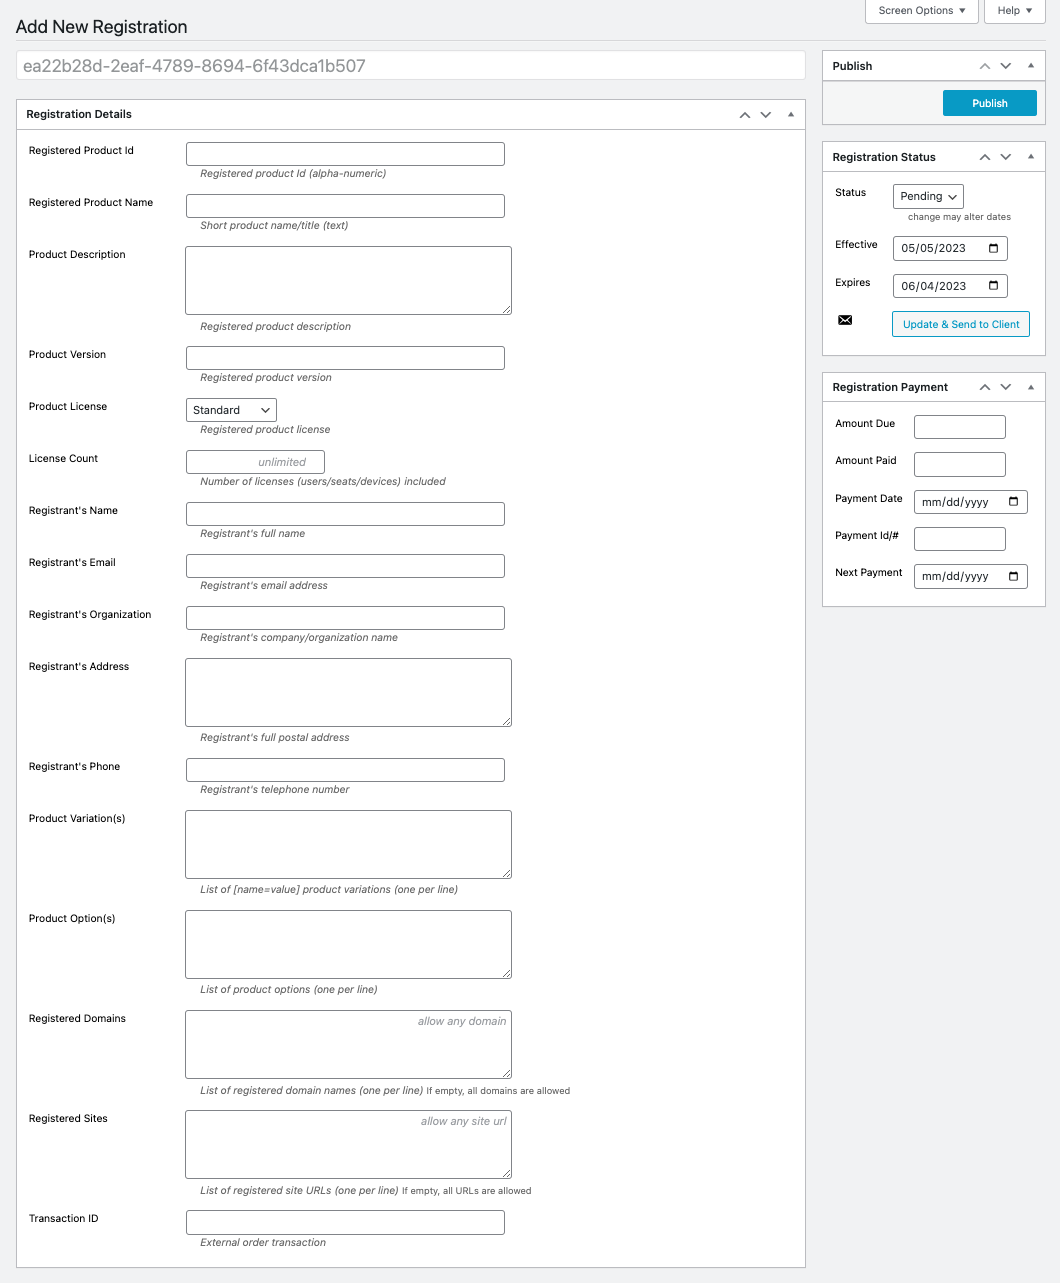 Screen Options ▼ Help ▼
Add New Registration
ea22b28d-2eaf-4789-8694-6f43dca1b507
Registration Details
Registered Product Id
Registered product Id (alpha-numeric)
Registered Product Name
Short product name/title (text)
Product Description
Registered product description
Product Version
Registered product version
Product License
Standard
Registered product license
License Count
unlimited
Number of licenses (users/seats/devices) included
Registrant's Name
Registrant's full name
Registrant's Email
Registrant's email address
Registrant's Organization
Registrant's company/organization name
Registrant's Address
Registrant's full postal address
Registrant's Phone
Registrant's telephone number
Product Variation(s)
List of [name=value] product variations (one per line)
Product Option(s)
List of product options (one per line)
Registered Domains
allow any domain
List of registered domain names (one per line) If empty, all domains are allowed
Registered Sites
allow any site url
List of registered site URLs (one per line) If empty, all URLs are allowed
Transaction ID
External order transaction
Publish
Publish
Registration Status
Status Pending
change may alter dates
Effective 05/05/2023
Expires 06/04/2023
Update & Send to Client
Registration Payment
Amount Due
Amount Paid
Payment Date mm/dd/yyyy
Payment Id/#
Next Payment mm/dd/yyyy